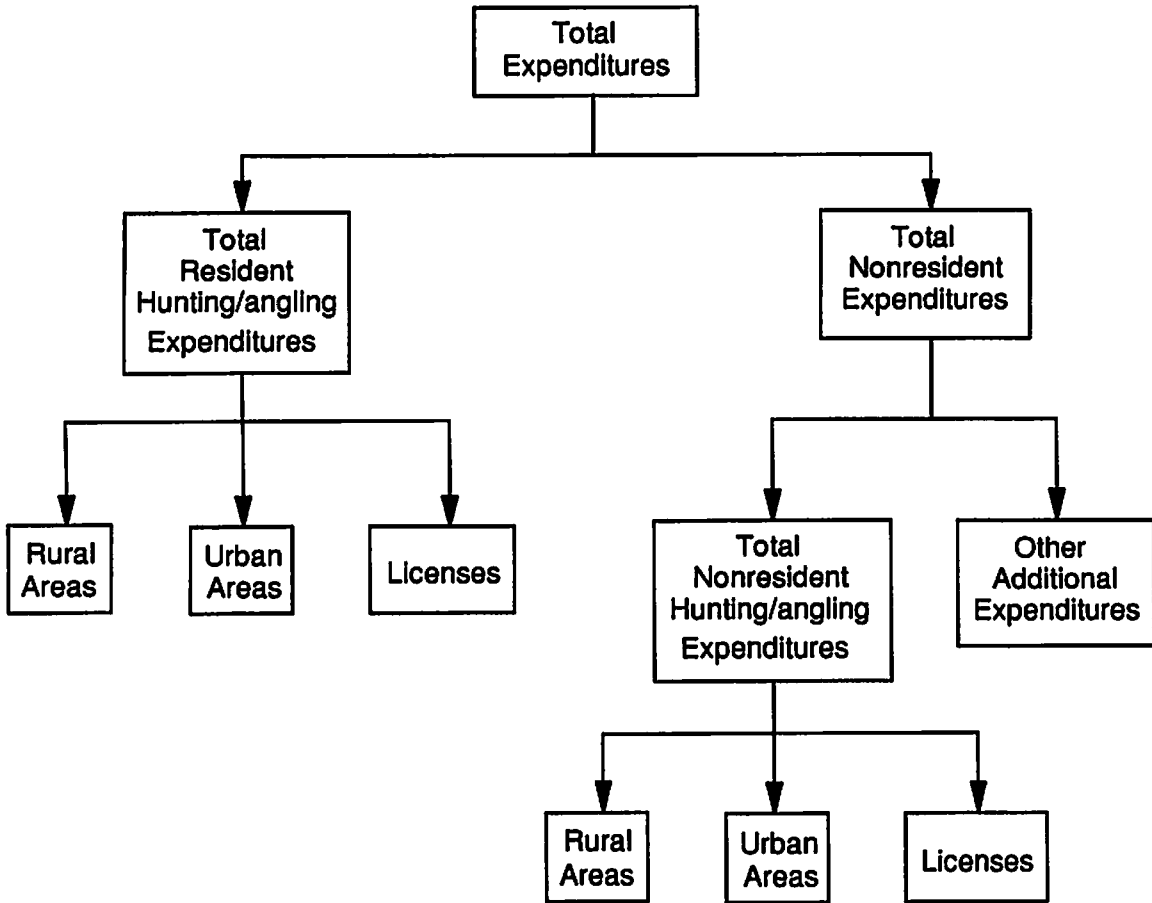 Total
Expenditures
Total
Resident
Hunting/angling
Expenditures
Total
Nonresident
Expenditures
Rural
Areas
Urban
Areas
Licenses
Total
Nonresident
Hunting/angling
Expenditures
Other
Additional
Expenditures
Rural
Areas
Urban
Areas
Licenses